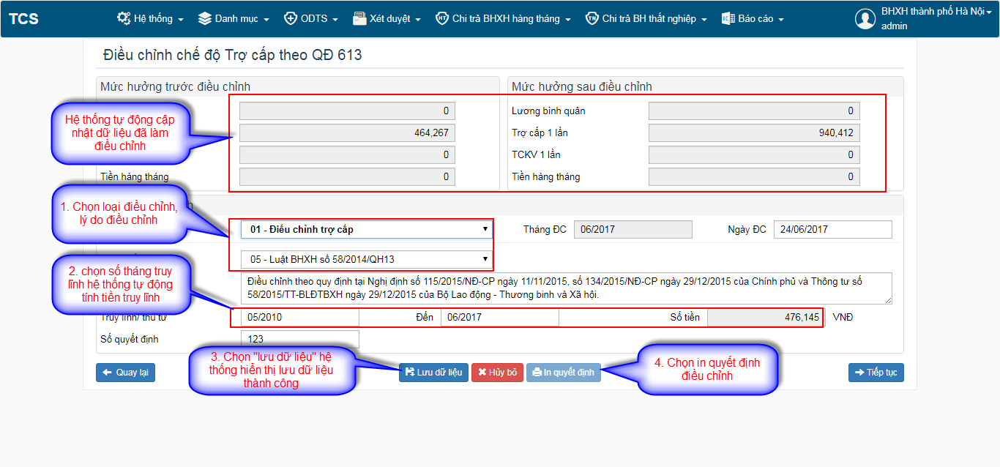 TCS
Hệ thống
Danh mục
ODTS
Xét duyệt
Chi trả BHXH hàng tháng
Chi trả BH thất nghiệp
Báo cáo
BHXH thành phố Hà Nội
admin
Điều chỉnh chế độ Trợ cấp theo QĐ 613
Mức hưởng trước điều chỉnh
Mức hưởng sau điều chỉnh
Hệ thống tự động cập
nhật dữ liệu đã làm
điều chỉnh
0
Lương bình quân
0
464,267
Trợ cấp 1 lần
940,412
0
TCKV 1 lần
0
Tiền hàng tháng
0
Tiền hàng tháng
0
1. Chọn loại điều chỉnh,
lý do điều chỉnh
01 - Điều chỉnh trợ cấp
Tháng ĐC
06/2017
Ngày ĐC
24/06/2017
05 - Luật BHXH số 58/2014/QH13
2. chọn số tháng truy
lĩnh hệ thống tự động
tính tiền truy lĩnh
Điều chỉnh theo quy định tại Nghị định số 115/2015/NĐ-CP ngày 11/11/2015, số 134/2015/NĐ-CP ngày 29/12/2015 của Chính phủ và Thông tư số
58/2015/TT-BLĐTBXH ngày 29/12/2015 của Bộ Lao động - Thương binh và Xã hội.
Truy lĩnh/ thu từ
05/2010
Đến
06/2017
Số tiền
476,145
VNĐ
Số quyết định
123
3. Chọn "lưu dữ liệu" hệ
thống hiển thị lưu dữ liệu
thành công
4. Chọn in quyết định
điều chỉnh
Quay lại
Lưu dữ liệu
Hủy bỏ
In quyết định
Tiếp tục